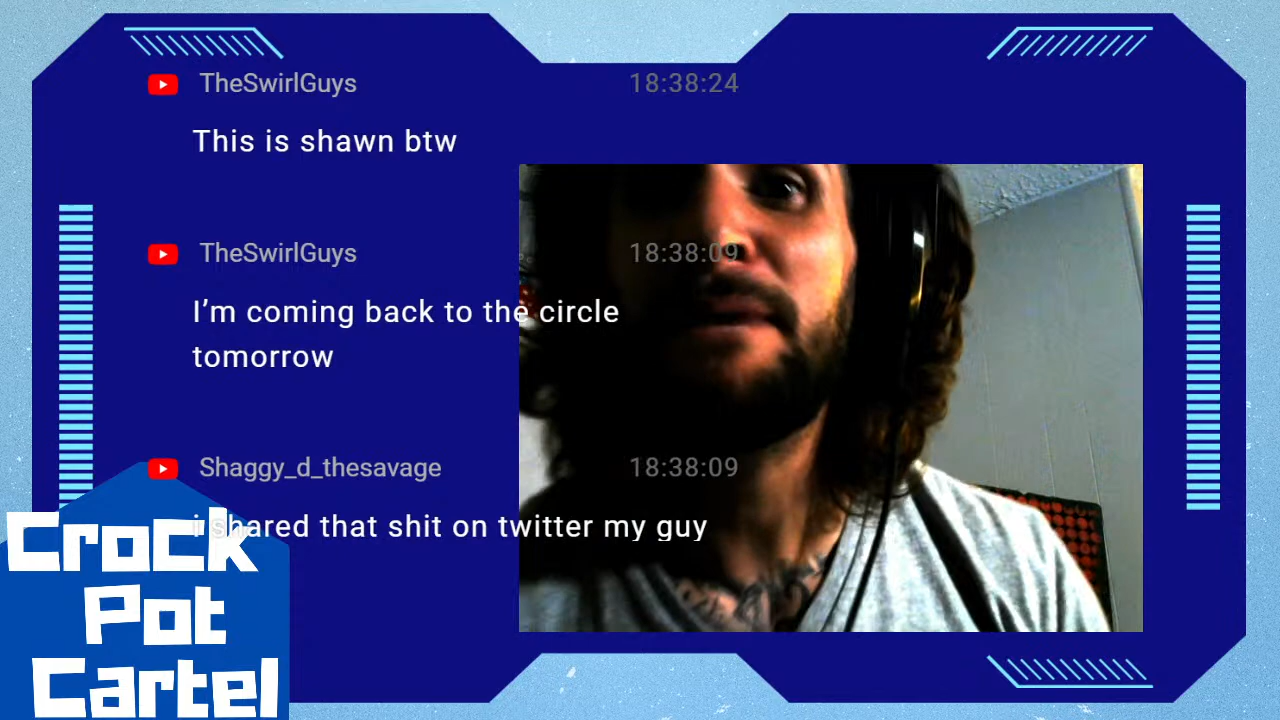 TheSwirlGuys 18:38:24
This is shawn btw
TheSwirlGuys 18:38:09
I’m coming back to the circle
tomorrow
Shaggy_d_thesavage 18:38:09
i shared that shit on twitter my guy
Crock
Pot
Cartel